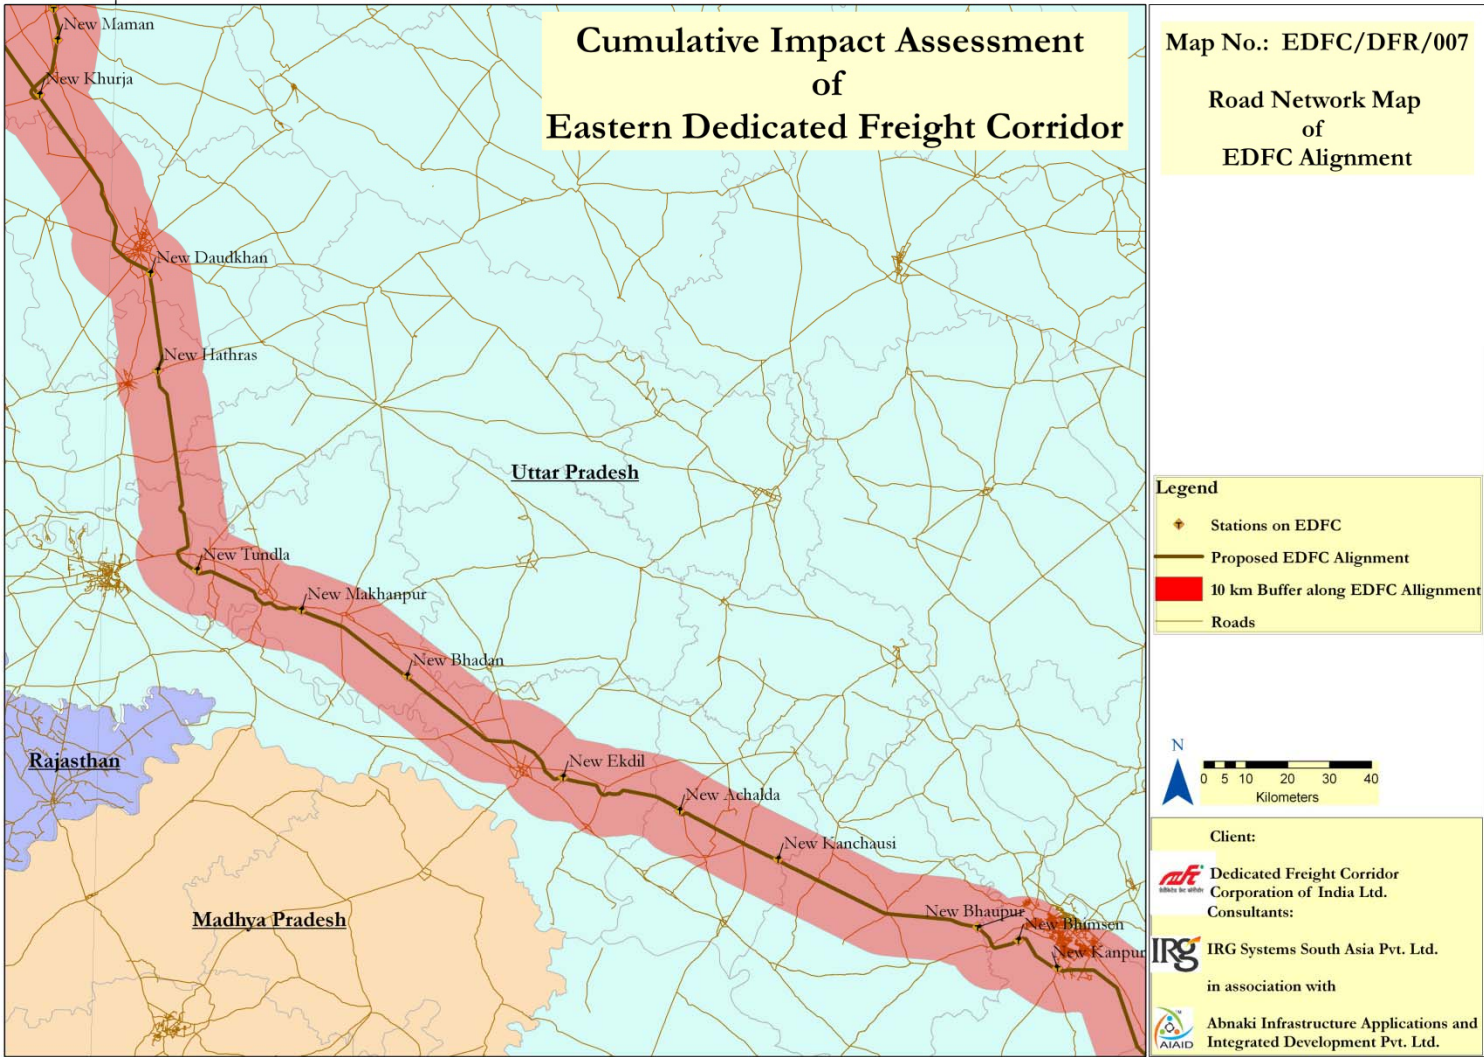 Cumulative Impact Assessment
of
Eastern Dedicated Freight Corridor
New Maman
New Khurja
New Daudkhan
New Hathras
Uttar Pradesh
New Tundla
New Makhanpur
New Bhadan
Rajasthan
New Ekdil
New Achalda
New Kanchausi
Madhya Pradesh
New Bhaupur
New Bhimsen
New Kanpur
Map No.: EDFC/DFR/007
Road Network Map
of
EDFC Alignment
Legend
Stations on EDFC
Proposed EDFC Alignment
10 km Buffer along EDFC Allignment
Roads
N
0 5 10 20 30 40
Kilometers
Client:
Dedicated Freight Corridor
Corporation of India Ltd.
Consultants:
IRG
IRG Systems South Asia Pvt. Ltd.
in association with
AIAID
Abnaki Infrastructure Applications and
Integrated Development Pvt. Ltd.